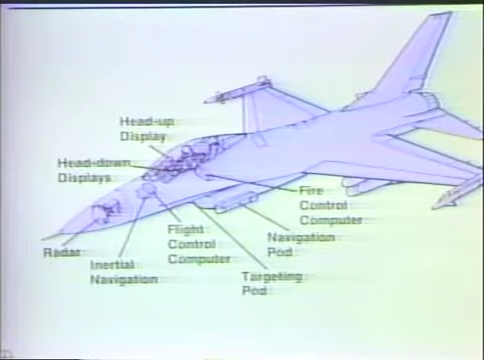 Head-up
Display
Head-down
Displays
Fire
Control
Computer
Flight
Control
Computer
Navigation
Pod
Radar
Inertial
Navigation
Targeting
Pod